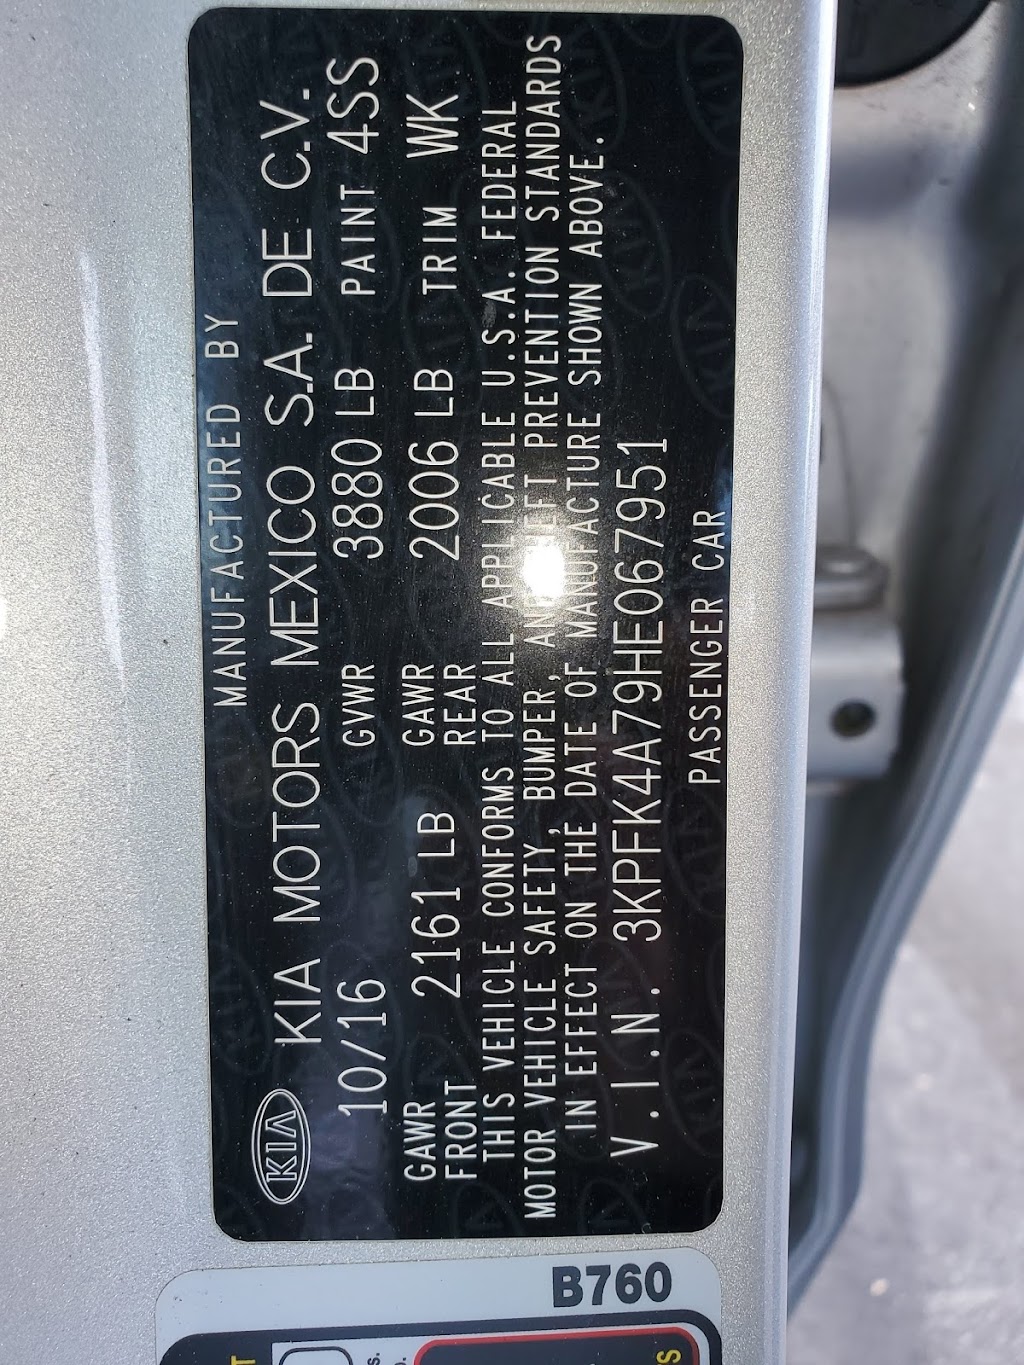 MANUFACTURED BY
KIA KIA MOTORS MEXICO S.A. DE C.V.
10/16 GVWR 3880 LB PAINT 4SS
GAWR FRONT 2161 LB GAWR REAR 2006 LB TRIM WK
THIS VEHICLE CONFORMS TO ALL APPLICABLE U.S.A. FEDERAL
MOTOR VEHICLE SAFETY, BUMPER, AND THEFT PREVENTION STANDARDS
IN EFFECT ON THE DATE OF MANUFACTURE SHOWN ABOVE.
V.I.N. 3KPFK4A79HE067951
PASSENGER CAR
B760